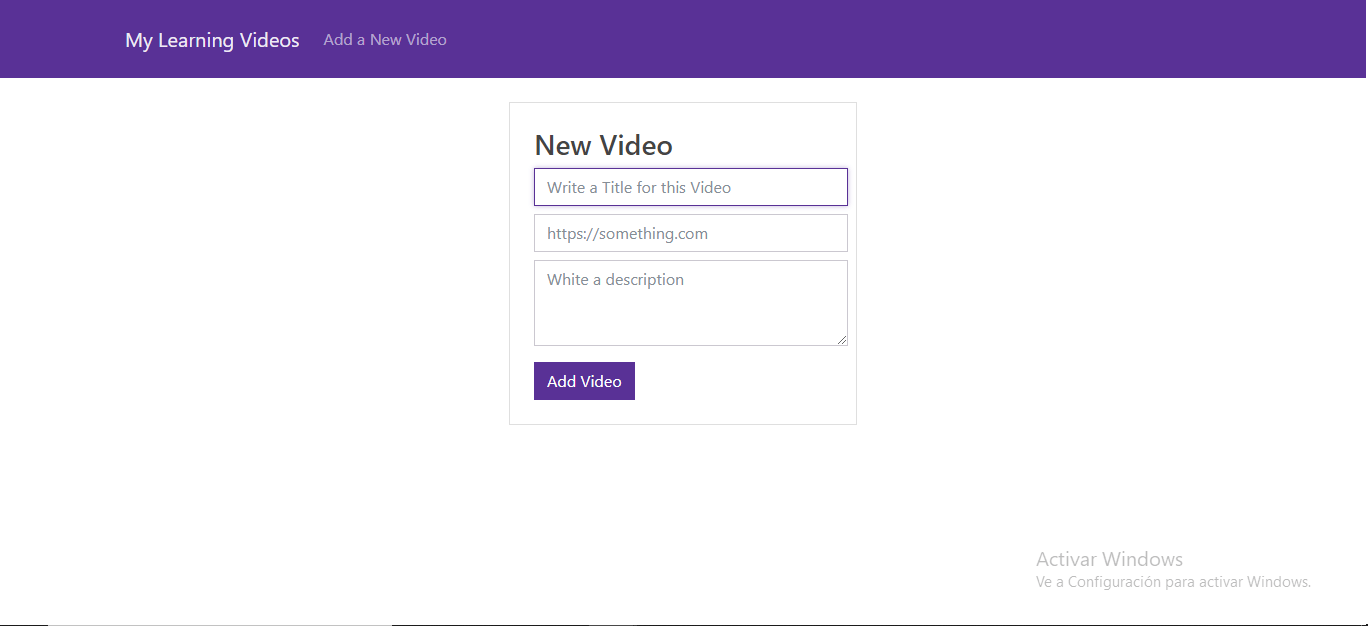 My Learning Videos Add a New Video
New Video
Write a Title for this Video
https://something.com
White a description
Add Video
Activar Windows
Ve a Configuración para activar Windows.